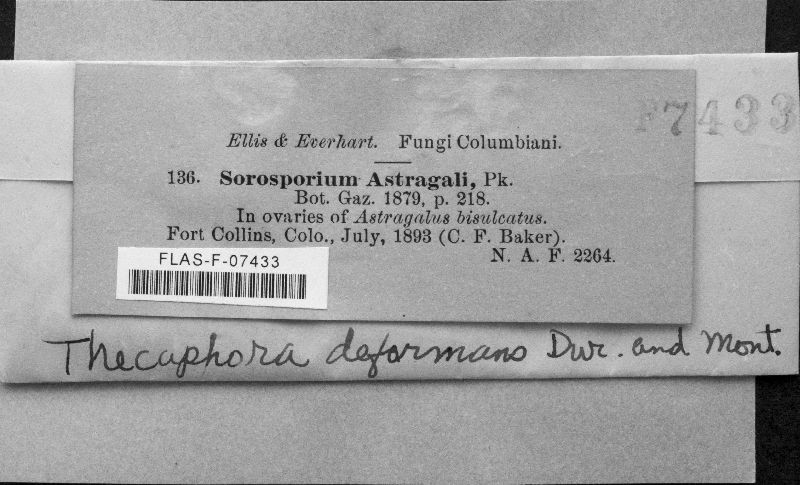 F7433
Ellis & Everhart. Fungi Columbiani.
136. Sorosporium Astragali, Pk.
Bot. Gaz. 1879, p. 218.
In ovaries of Astragalus bisulcatus.
Fort Collins, Colo., July, 1893 (C. F. Baker).
N. A. F. 2264.
FLAS-F-07433
Thecaphora deformans Dur. and Mont.